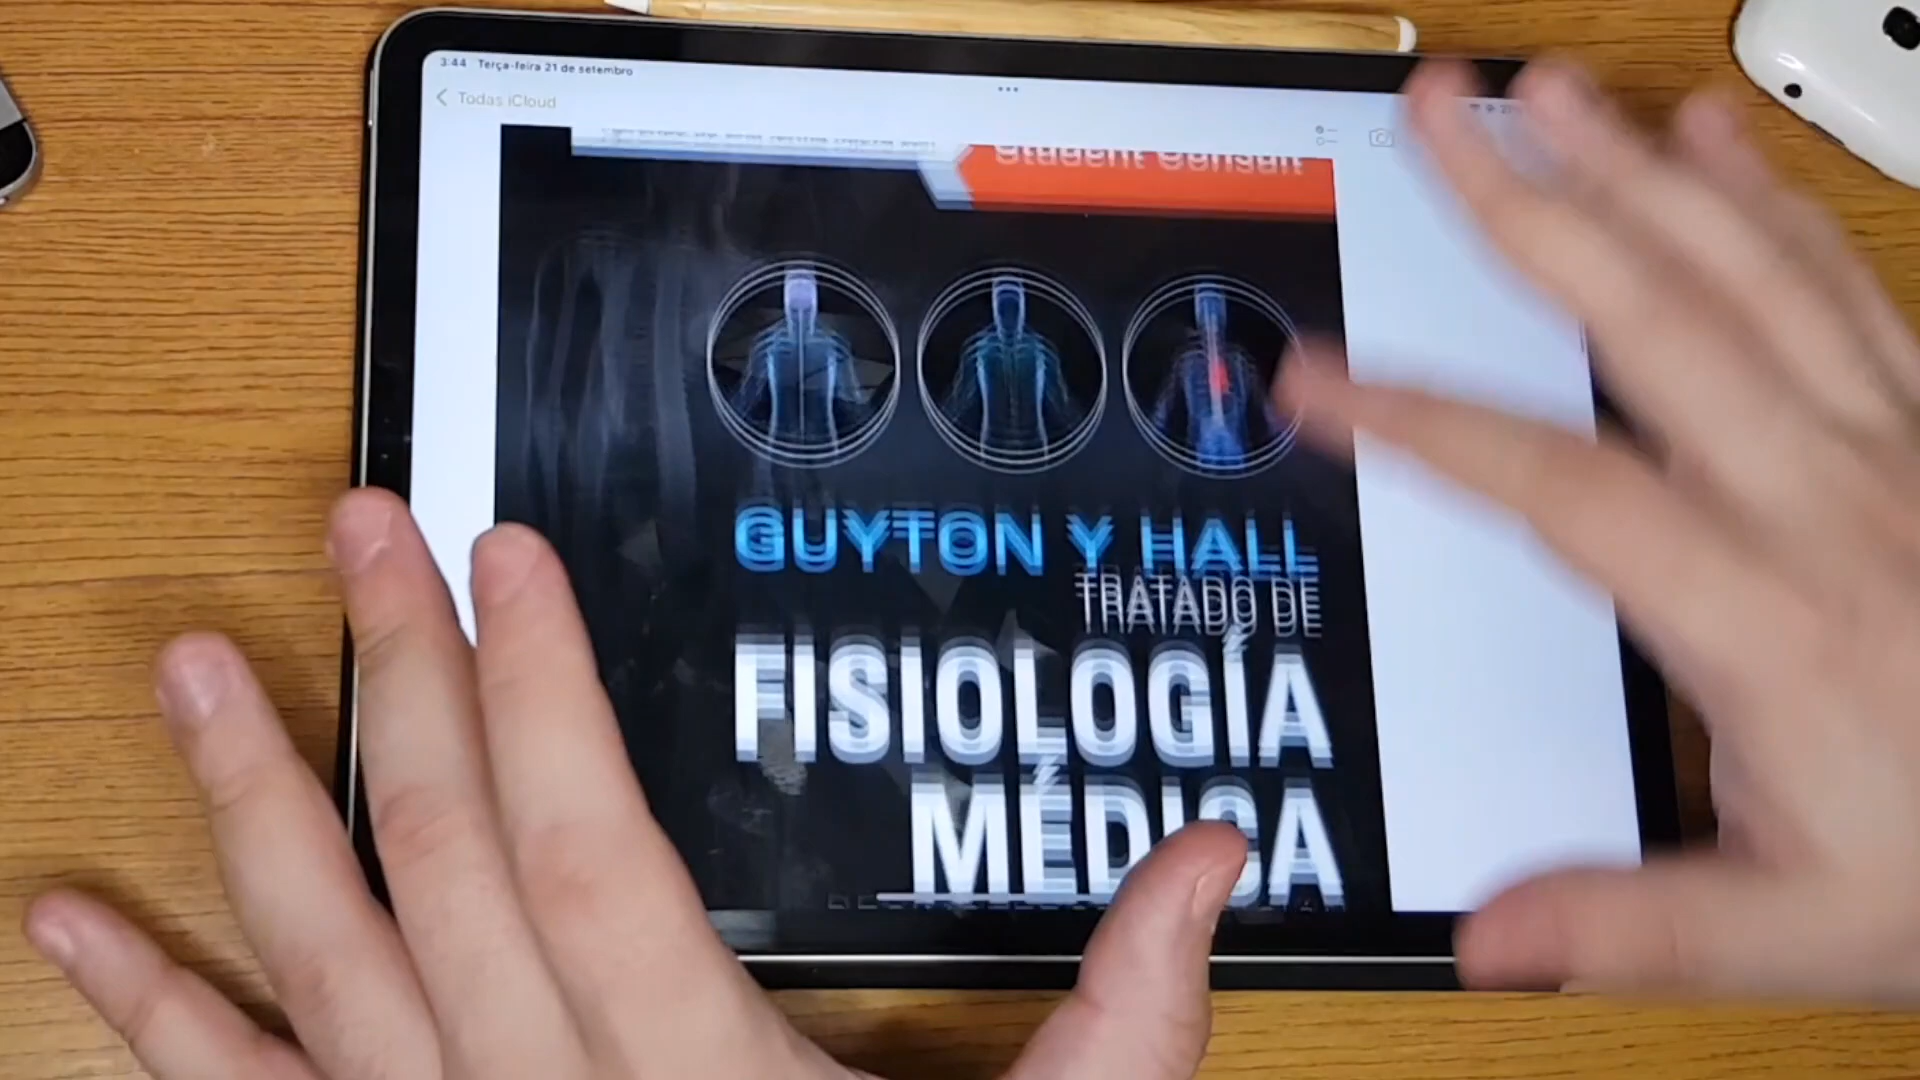 3:44 Terça-feira 21 de setembro
Todas iCloud
Student Consult
GUYTON Y HALL
TRATADO DE
FISIOLOGÍA
MÉDICA